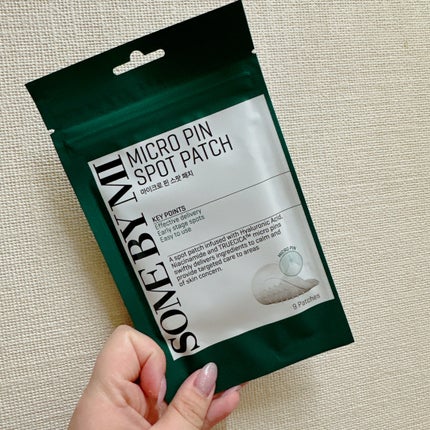 SOME BY MI
MICRO PIN
SPOT PATCH
마이크로 핀 스팟 패치
KEY POINTS
Effective delivery
Early stage spots
Easy to use
A spot patch infused with Hyaluronic Acid,
Niacinamide and TRUECICA™ micro pins
swiftly delivers ingredients to calm and
provide targeted care to areas
of skin concern.
MICRO PIN
9 Patches